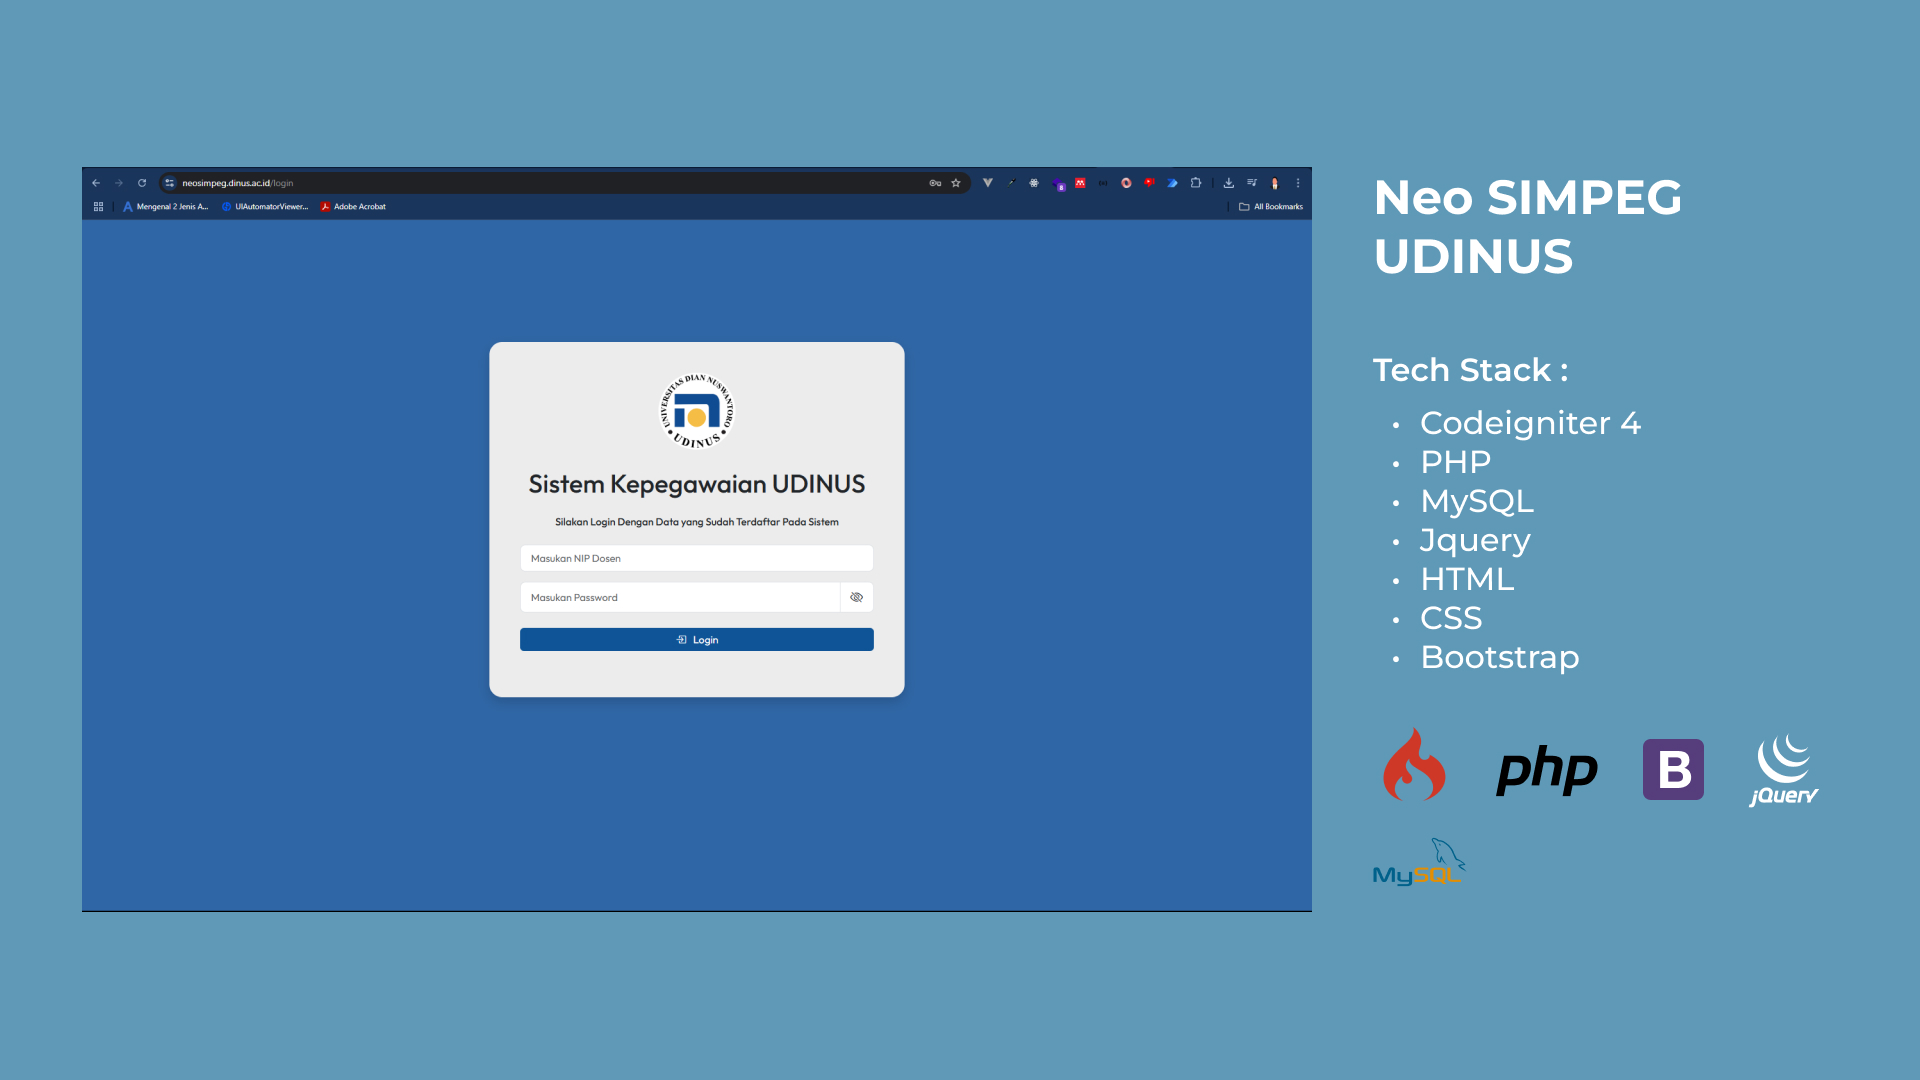 neosimpeg.dinus.ac.id/login
Mengenal 2 Jenis A...
UIAutomatorViewer...
Adobe Acrobat
All Bookmarks
UNIVERSITAS DIAN NUSWANTORO
UDINUS
Sistem Kepegawaian UDINUS
Silakan Login Dengan Data yang Sudah Terdaftar Pada Sistem
Masukan NIP Dosen
Masukan Password
Login
Neo SIMPEG
UDINUS
Tech Stack :
• Codeigniter 4
• PHP
• MySQL
• Jquery
• HTML
• CSS
• Bootstrap
php
B
jQuery
MySQL